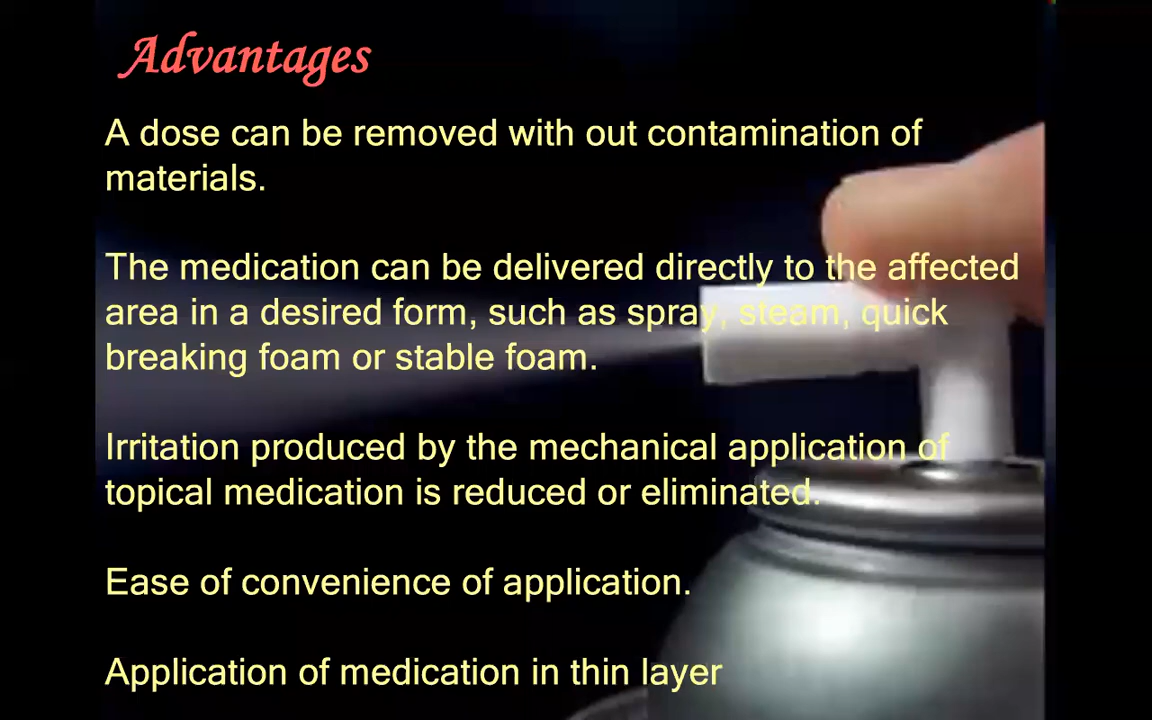 Advantages
A dose can be removed with out contamination of
materials.
The medication can be delivered directly to the affected
area in a desired form, such as spray, steam, quick
breaking foam or stable foam.
Irritation produced by the mechanical application of
topical medication is reduced or eliminated.
Ease of convenience of application.
Application of medication in thin layer